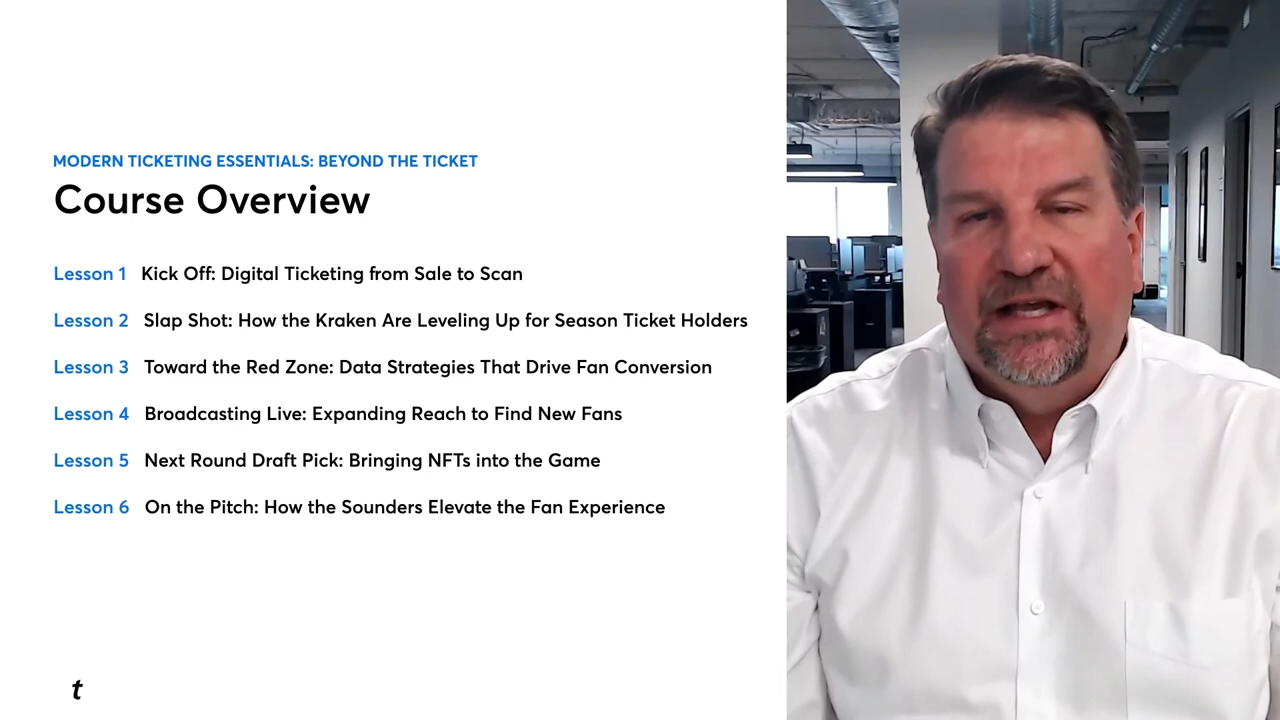 MODERN TICKETING ESSENTIALS: BEYOND THE TICKET
Course Overview
Lesson 1 Kick Off: Digital Ticketing from Sale to Scan
Lesson 2 Slap Shot: How the Kraken Are Leveling Up for Season Ticket Holders
Lesson 3 Toward the Red Zone: Data Strategies That Drive Fan Conversion
Lesson 4 Broadcasting Live: Expanding Reach to Find New Fans
Lesson 5 Next Round Draft Pick: Bringing NFTs into the Game
Lesson 6 On the Pitch: How the Sounders Elevate the Fan Experience
t